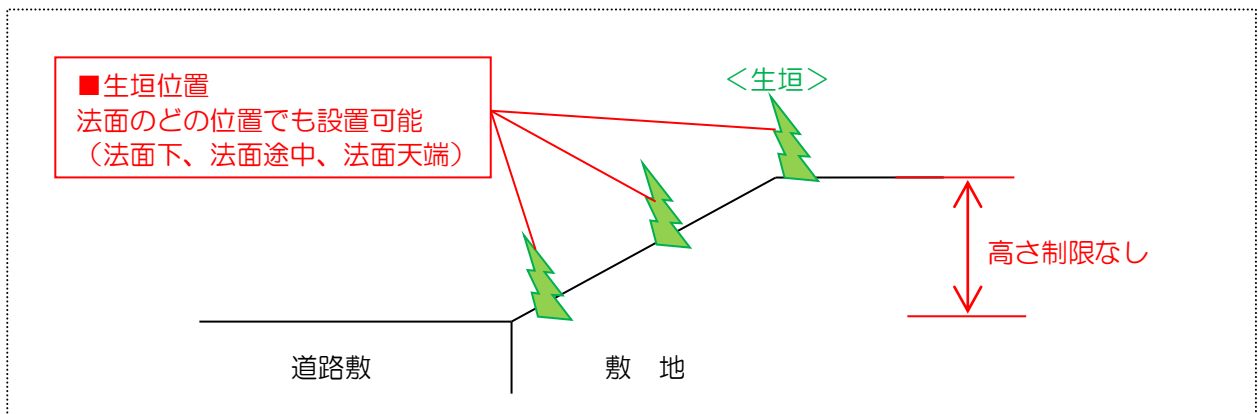 ■生垣位置
法面のどの位置でも設置可能
（法面下、法面途中、法面天端）
＜生垣＞
高さ制限なし
道路敷
敷　地